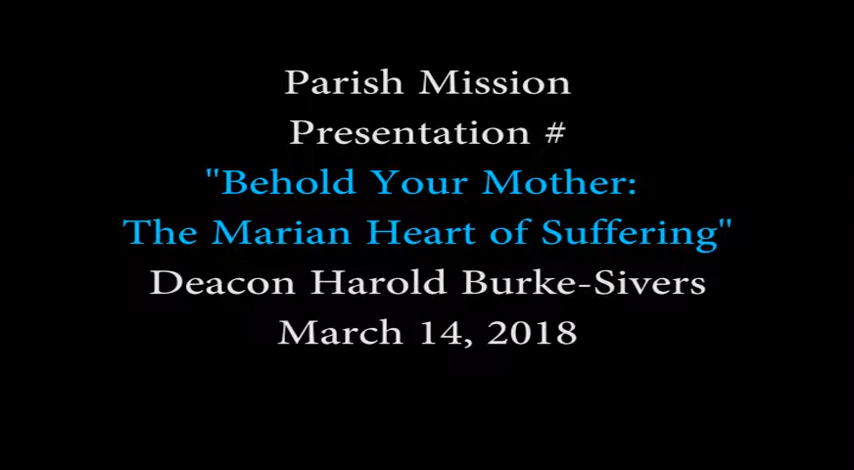 Parish Mission
Presentation #
"Behold Your Mother:
The Marian Heart of Suffering"
Deacon Harold Burke-Sivers
March 14, 2018